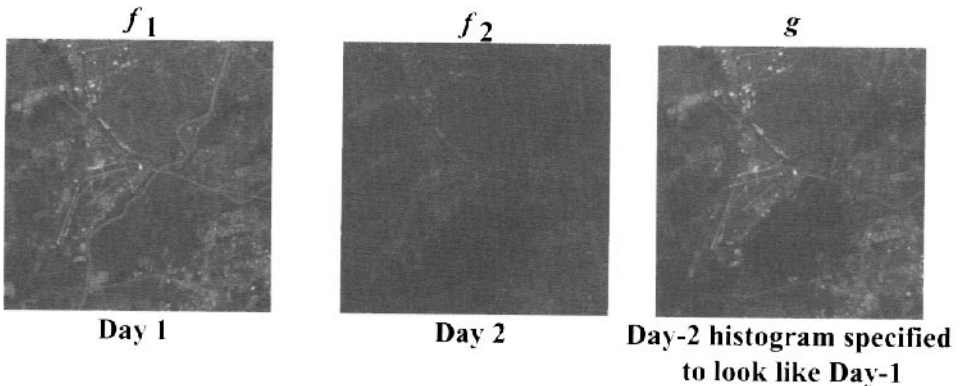 f1
f2
g
Day 1
Day 2
Day-2 histogram specified
to look like Day-1